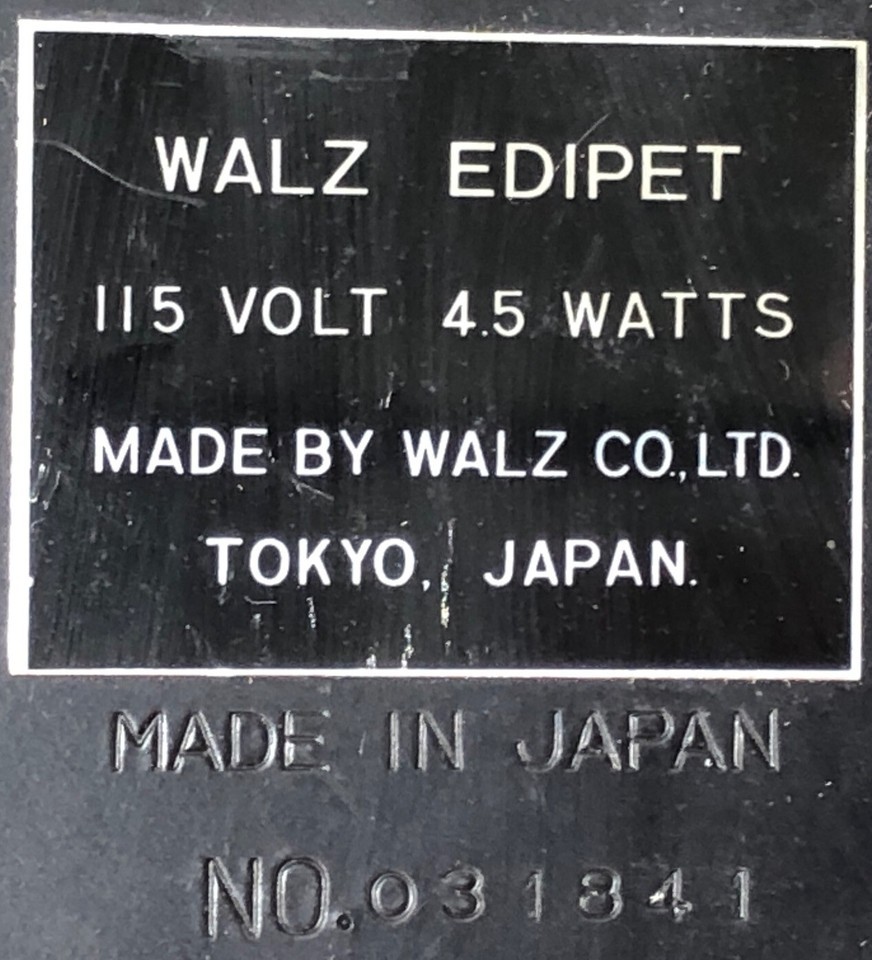 WALZ EDIPET
115 VOLT 4.5 WATTS
MADE BY WALZ CO., LTD.
TOKYO, JAPAN.
MADE IN JAPAN
NO. 031841